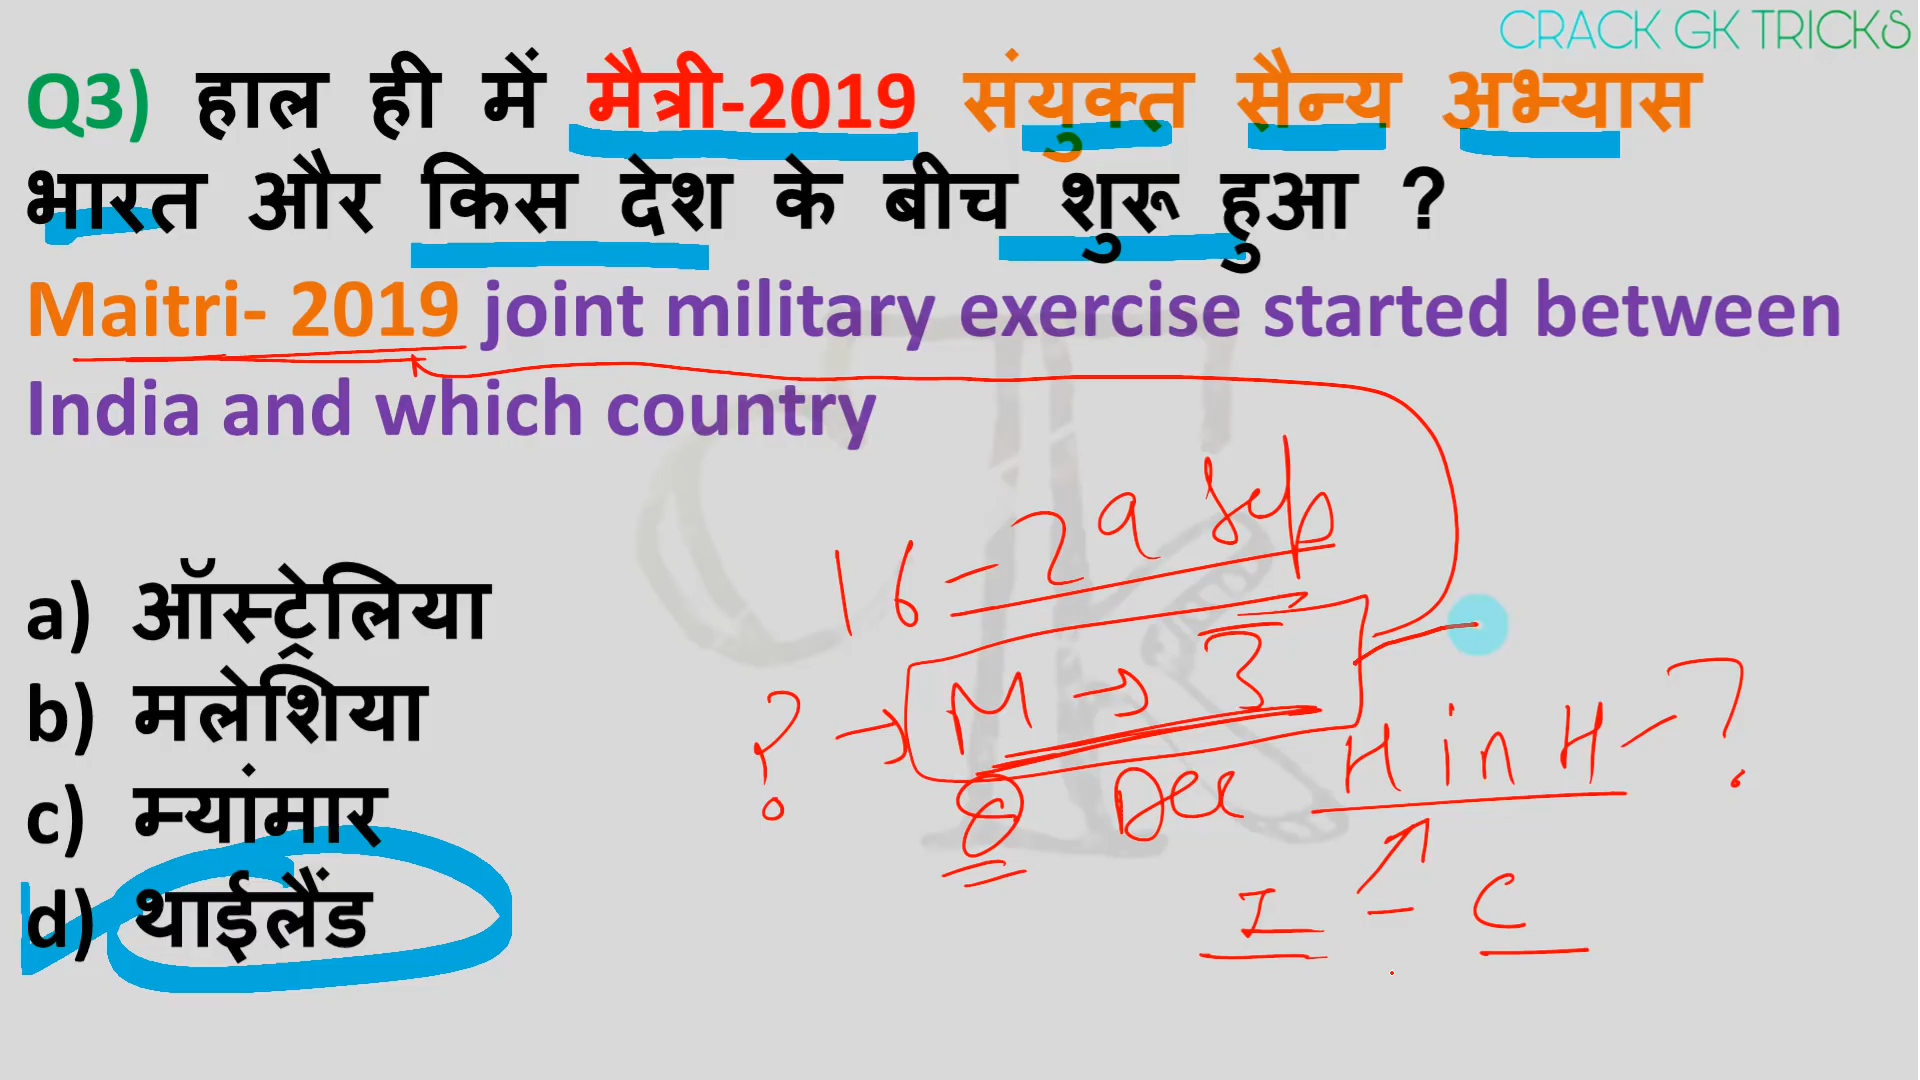 CRACK GK TRICKS
Q3) हाल ही में मैत्री-2019 संयुक्त सैन्य अभ्यास
भारत और किस देश के बीच शुरू हुआ ?
Maitri- 2019 joint military exercise started between
India and which country
16 - 29 Sep
a) ऑस्ट्रेलिया
? → M → 3
b) मलेशिया
H in H - ?
c) म्यांमार
8 Dec
d) थाईलैंड
I - C